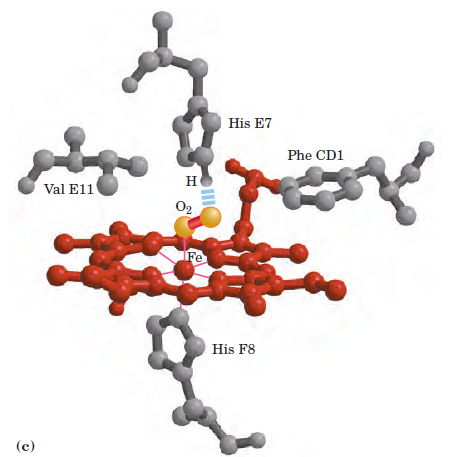 His E7
Phe CD1
Val E11
H
O₂
Fe
His F8
(c)